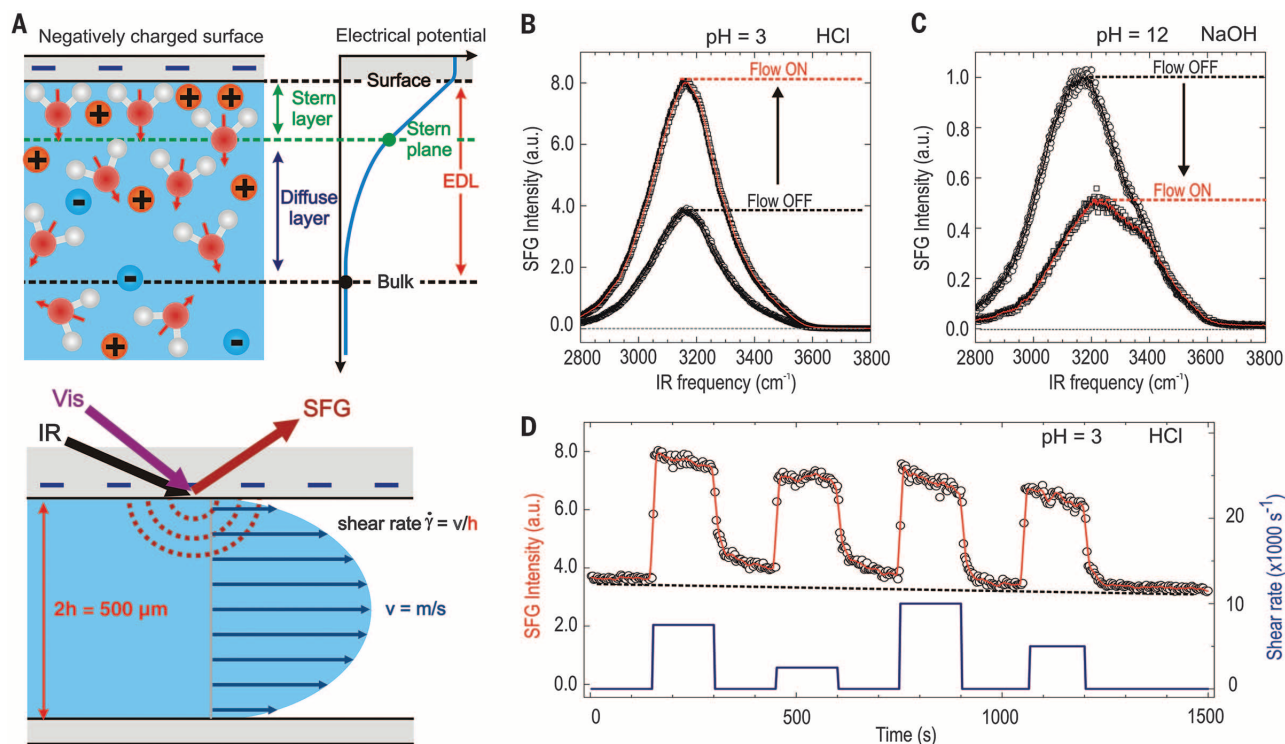 A
Negatively charged surface
Electrical potential
Surface
Stern
layer
Stern
plane
EDL
Diffuse
layer
Bulk
+
+
+
+
+
+
-
-
-
Vis
IR
SFG
shear rate γ̇ = v/h
2h = 500 µm
v = m/s
B
pH = 3 HCl
Flow ON
Flow OFF
SFG Intensity (a.u.)
8.0
6.0
4.0
2.0
0.0
2800 3000 3200 3400 3600 3800
IR frequency (cm⁻¹)
C
pH = 12 NaOH
Flow OFF
Flow ON
SFG Intensity (a.u.)
1.0
0.8
0.6
0.4
0.2
0.0
2800 3000 3200 3400 3600 3800
IR frequency (cm⁻¹)
D
pH = 3 HCl
SFG Intensity (a.u.)
8.0
6.0
4.0
2.0
0.0
Shear rate (x1000 s⁻¹)
20
10
0
0 500 1000 1500
Time (s)